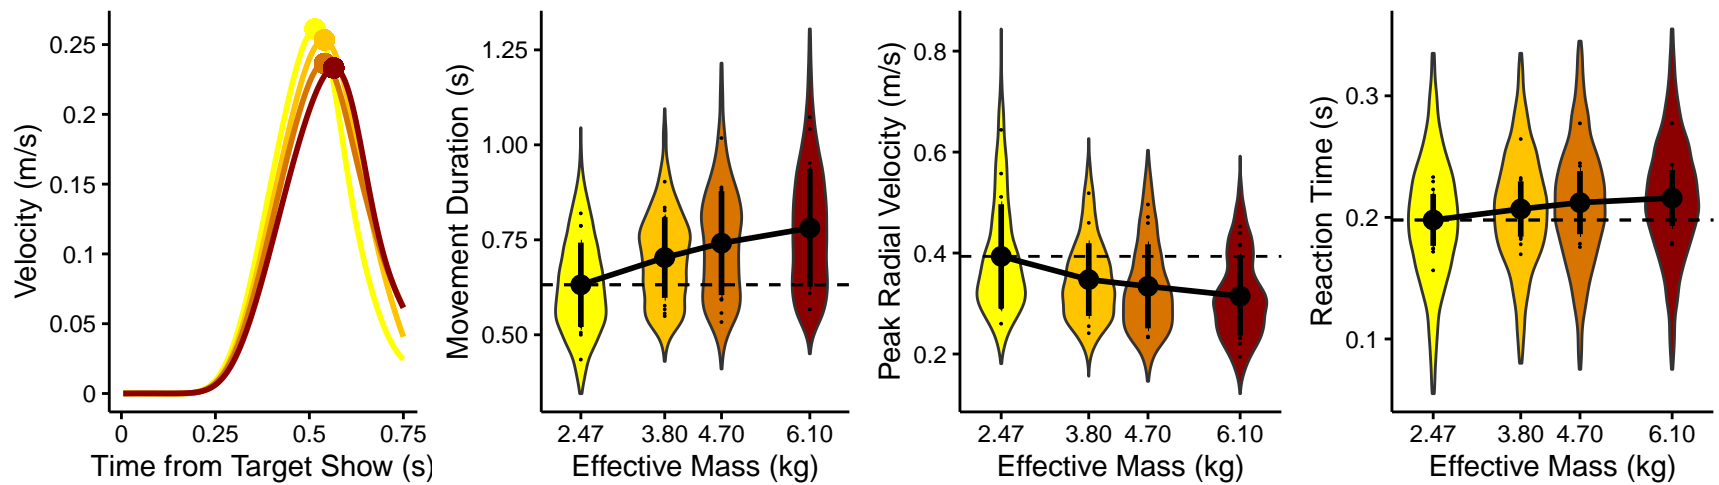 Velocity (m/s)
0.25
0.2
0.15
0.1
0.05
0
0 0.25 0.5 0.75
Time from Target Show (s)
Movement Duration (s)
1.25
1.00
0.75
0.50
2.47 3.80 4.70 6.10
Effective Mass (kg)
Peak Radial Velocity (m/s)
0.8
0.6
0.4
0.2
2.47 3.80 4.70 6.10
Effective Mass (kg)
Reaction Time (s)
0.3
0.2
0.1
2.47 3.80 4.70 6.10
Effective Mass (kg)